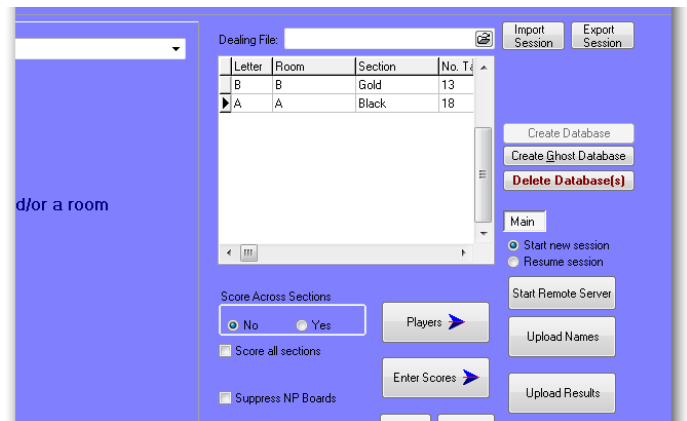 Dealing File:
Import Session
Export Session
Letter Room Section No. Ta
B B Gold 13
A A Black 18
Create Database
Create Ghost Database
Delete Database(s)
d/or a room
Main
Start new session
Resume session
Score Across Sections
No Yes
Start Remote Server
Players
Upload Names
Score all sections
Enter Scores
Upload Results
Suppress NP Boards